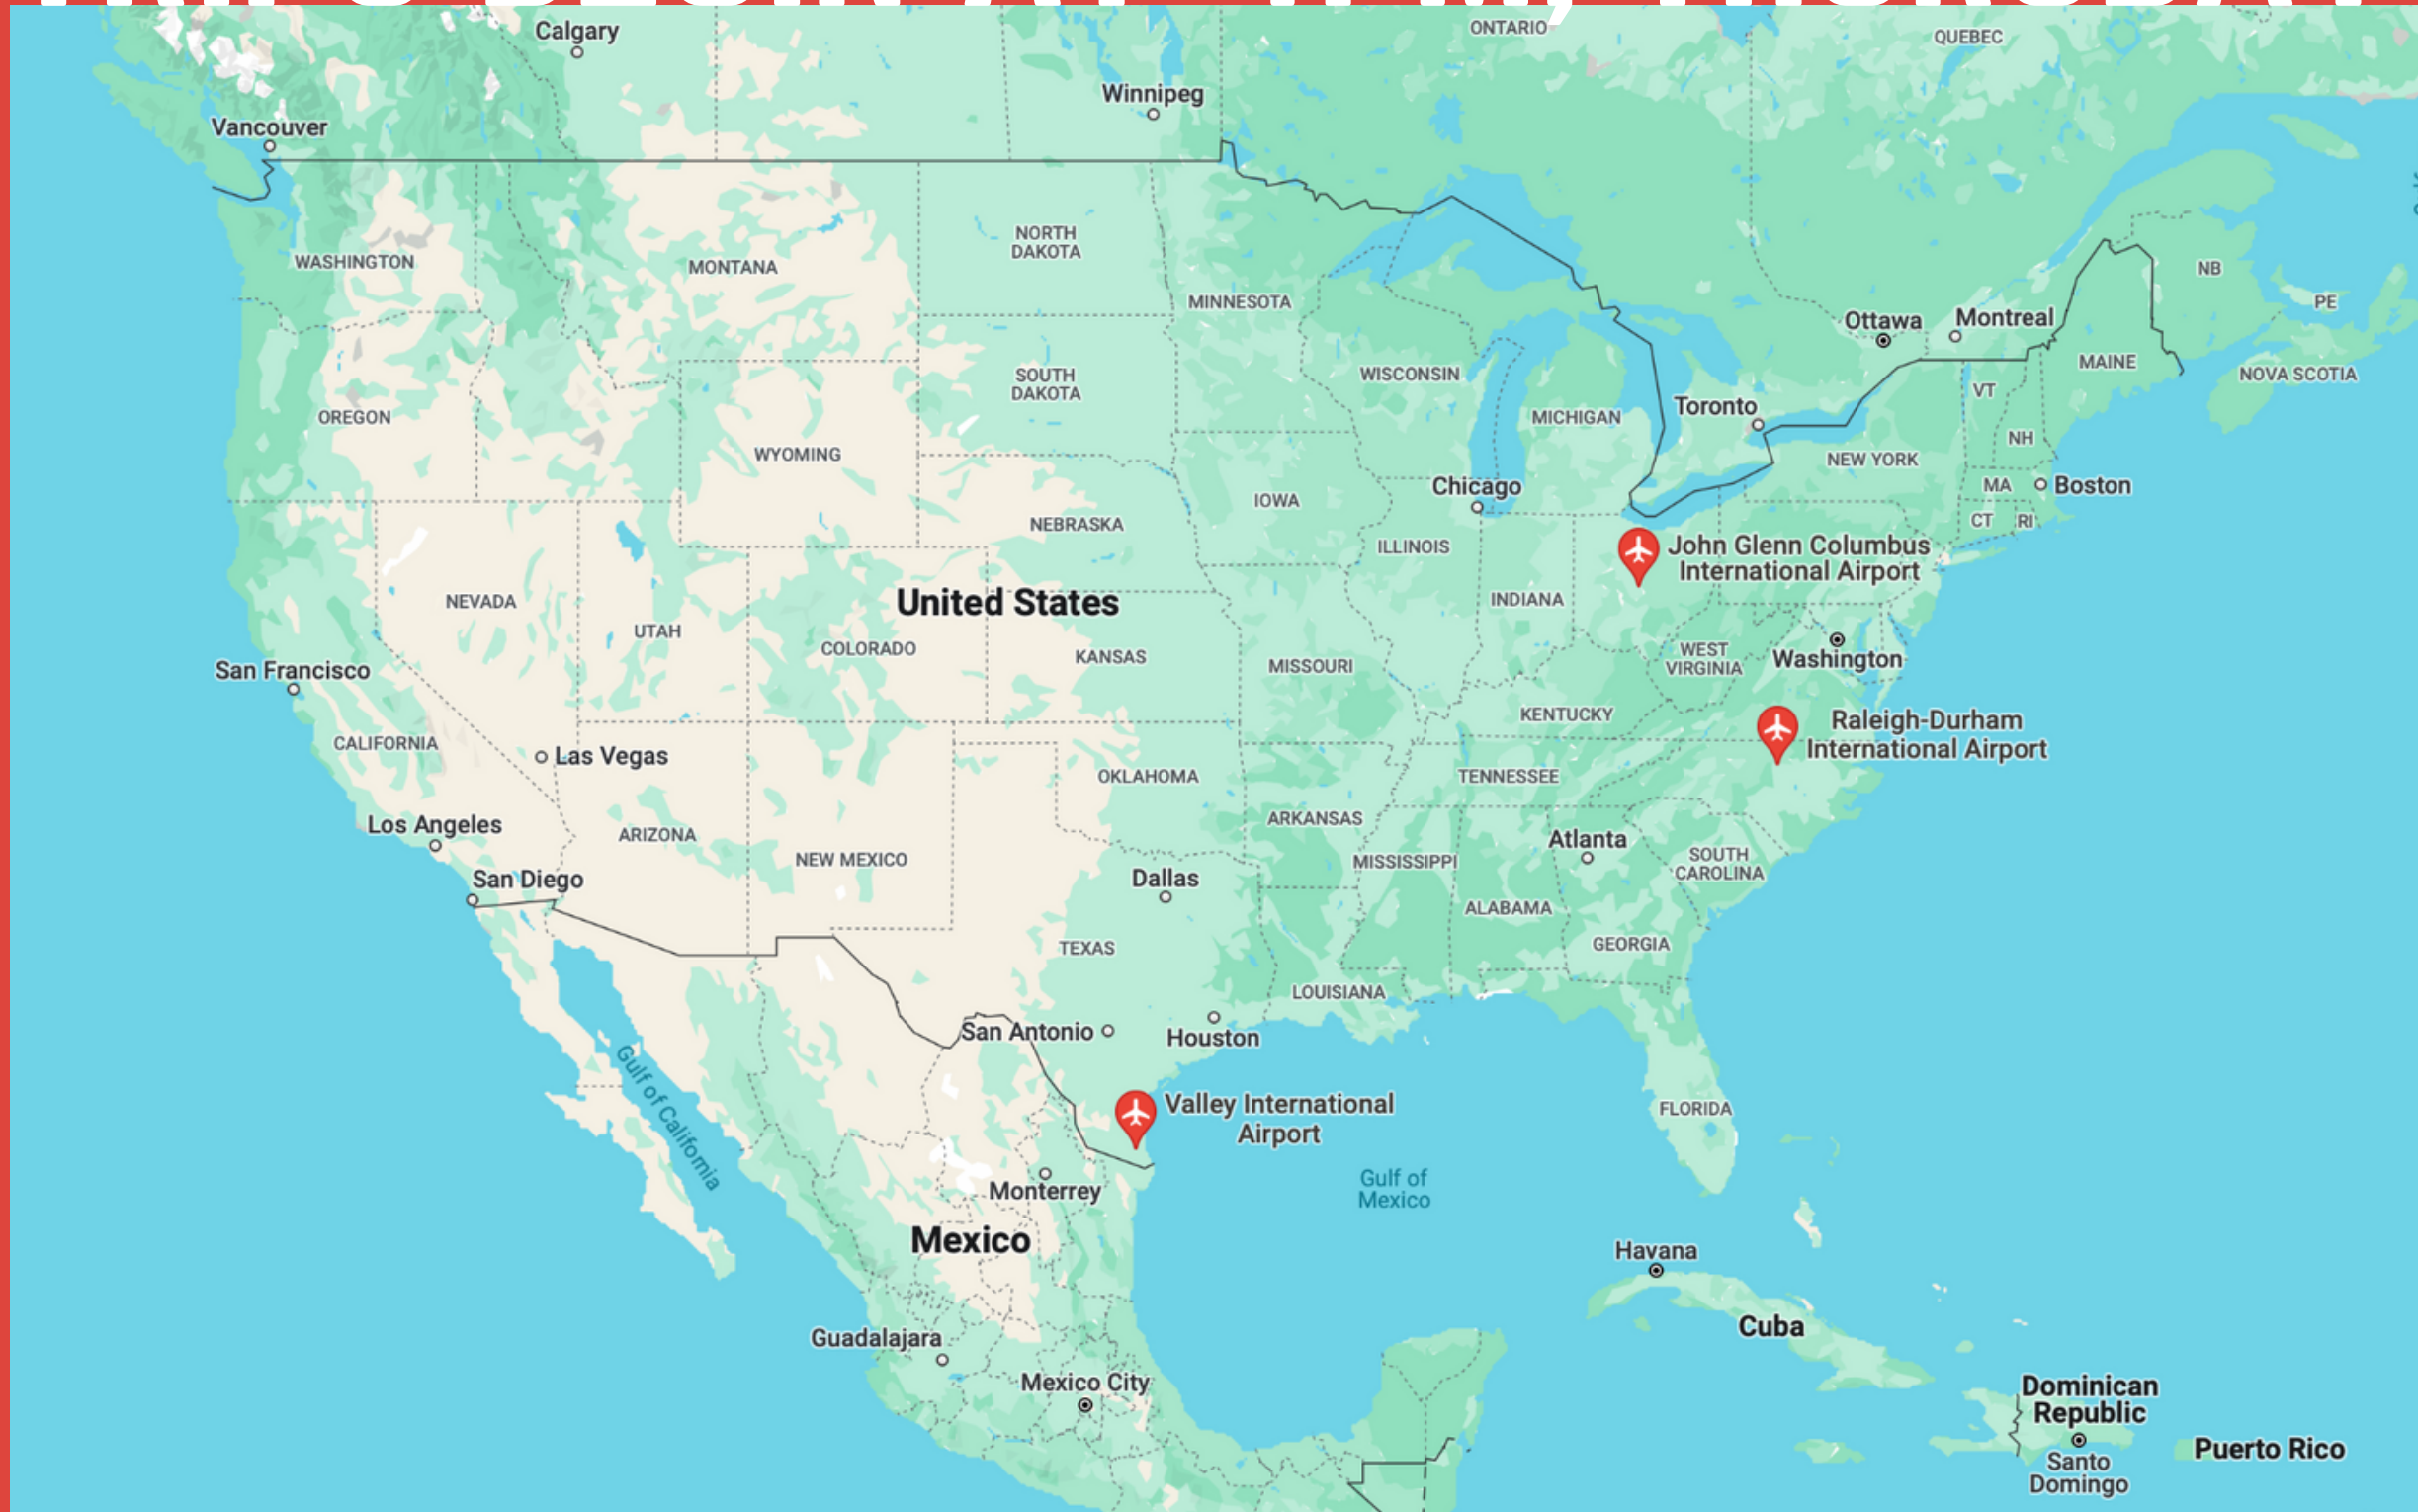 Calgary
ONTARIO
QUEBEC
Winnipeg
Vancouver
WASHINGTON
MONTANA
NORTH
DAKOTA
MINNESOTA
NB
PE
Ottawa
Montreal
MAINE
NOVA SCOTIA
SOUTH
DAKOTA
WISCONSIN
VT
OREGON
MICHIGAN
Toronto
NH
WYOMING
NEW YORK
Chicago
MA
Boston
IOWA
CT
RI
NEBRASKA
ILLINOIS
John Glenn Columbus
International Airport
NEVADA
United States
INDIANA
UTAH
COLORADO
KANSAS
MISSOURI
WEST
VIRGINIA
Washington
San Francisco
KENTUCKY
Raleigh-Durham
International Airport
CALIFORNIA
Las Vegas
OKLAHOMA
TENNESSEE
Los Angeles
ARIZONA
ARKANSAS
Atlanta
NEW MEXICO
MISSISSIPPI
SOUTH
CAROLINA
San Diego
Dallas
ALABAMA
TEXAS
GEORGIA
LOUISIANA
San Antonio
Houston
Gulf of California
Valley International
Airport
FLORIDA
Monterrey
Gulf of
Mexico
Mexico
Havana
Cuba
Guadalajara
Mexico City
Dominican
Republic
Puerto Rico
Santo
Domingo